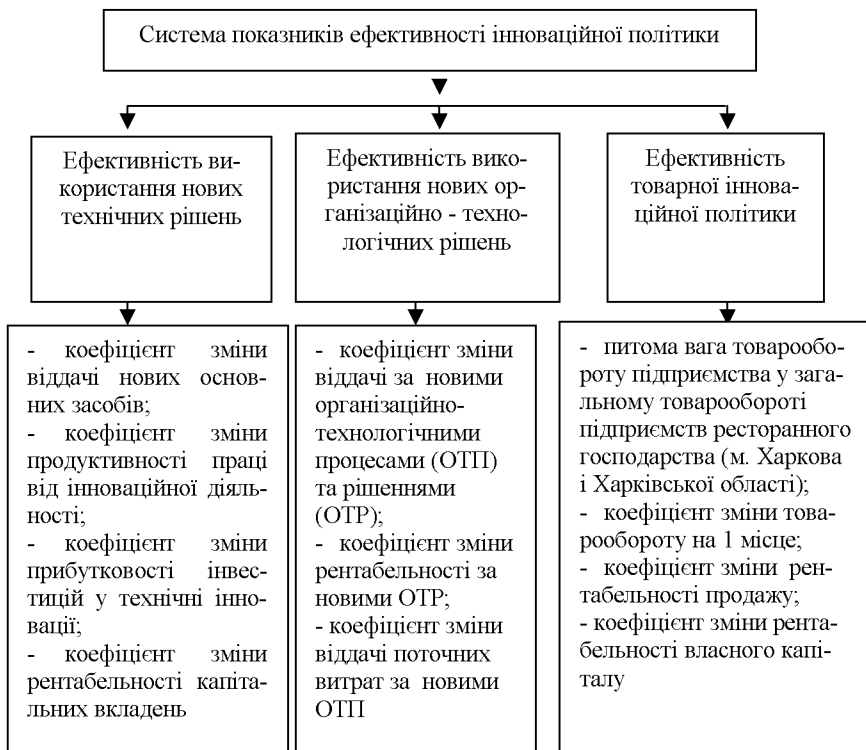 Система показників ефективності інноваційної політики
Ефективність ви-
користання нових
технічних рішень
Ефективність вико-
ристання нових ор-
ганізаційно - техно-
логічних рішень
Ефективність
товарної іннова-
ційної політики
- коефіцієнт зміни
віддачі нових основ-
них засобів;
- коефіцієнт зміни
продуктивності праці
від інноваційної діяль-
ності;
- коефіцієнт зміни
прибутковості інвес-
тицій у технічні інно-
вації;
- коефіцієнт зміни
рентабельності капіта-
льних вкладень
- коефіцієнт зміни
віддачі за новими
організаційно-
технологічними
процесами (ОТП)
та рішеннями
(ОТР);
- коефіцієнт зміни
рентабельності за
новими ОТР;
- коефіцієнт зміни
віддачі поточних
витрат за новими
ОТП
- питома вага товарообо-
роту підприємства у зага-
льному товарообороті
підприємств ресторанного
господарства (м. Харкова
і Харківської області);
- коефіцієнт зміни това-
рообороту на 1 місце;
- коефіцієнт зміни рен-
табельності продажу;
- коефіцієнт зміни рента-
бельності власного капі-
талу